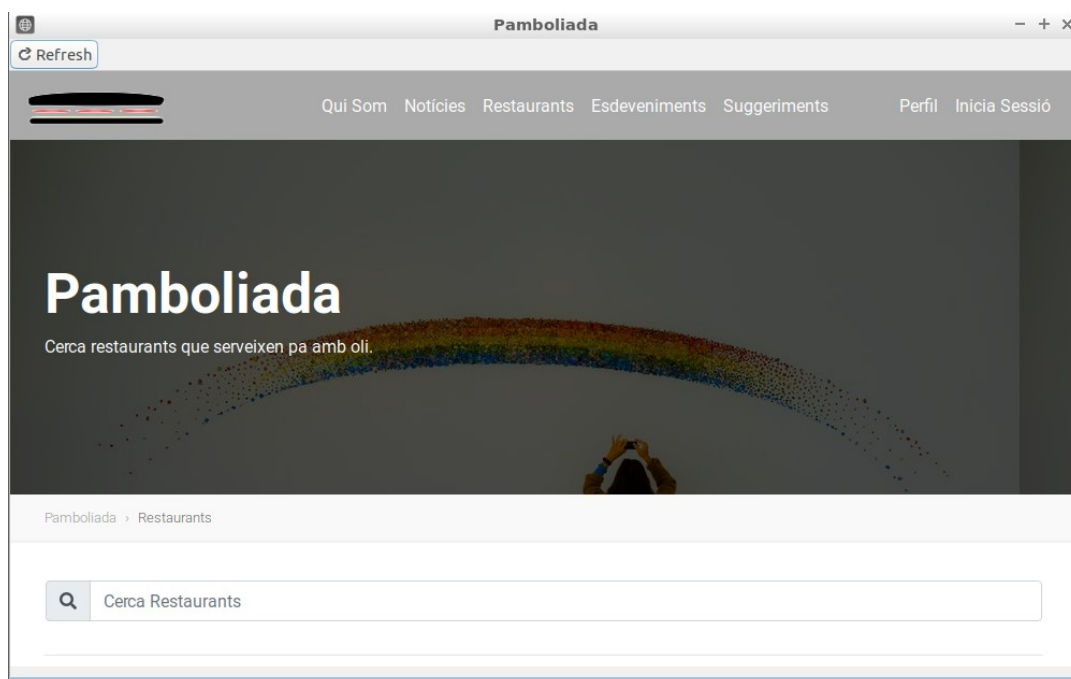 Pamboliada
Refresh
Qui Som Notícies Restaurants Esdeveniments Suggeriments Perfil Inicia Sessió
Pamboliada
Cerca restaurants que serveixen pa amb oli.
Pamboliada › Restaurants
Cerca Restaurants